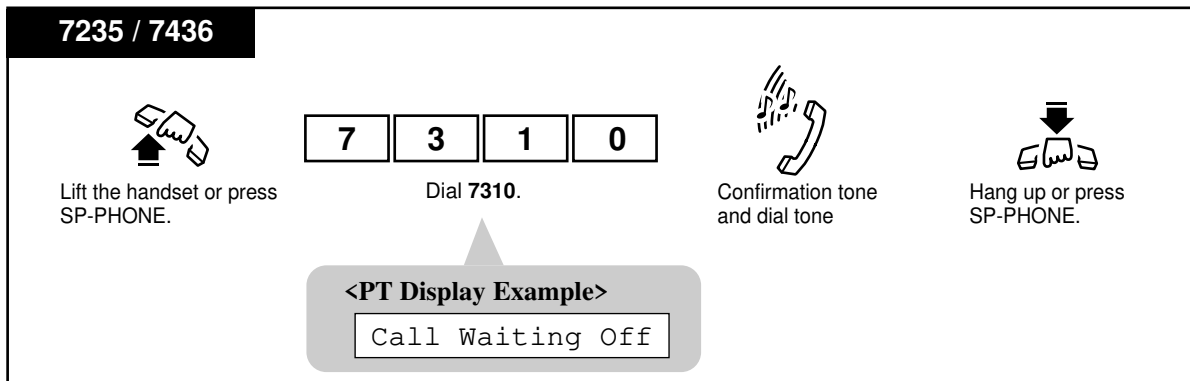 7235 / 7436
7 3 1 0
Lift the handset or press
SP-PHONE.
Dial 7310.
Confirmation tone
and dial tone
Hang up or press
SP-PHONE.
<PT Display Example>
Call Waiting Off